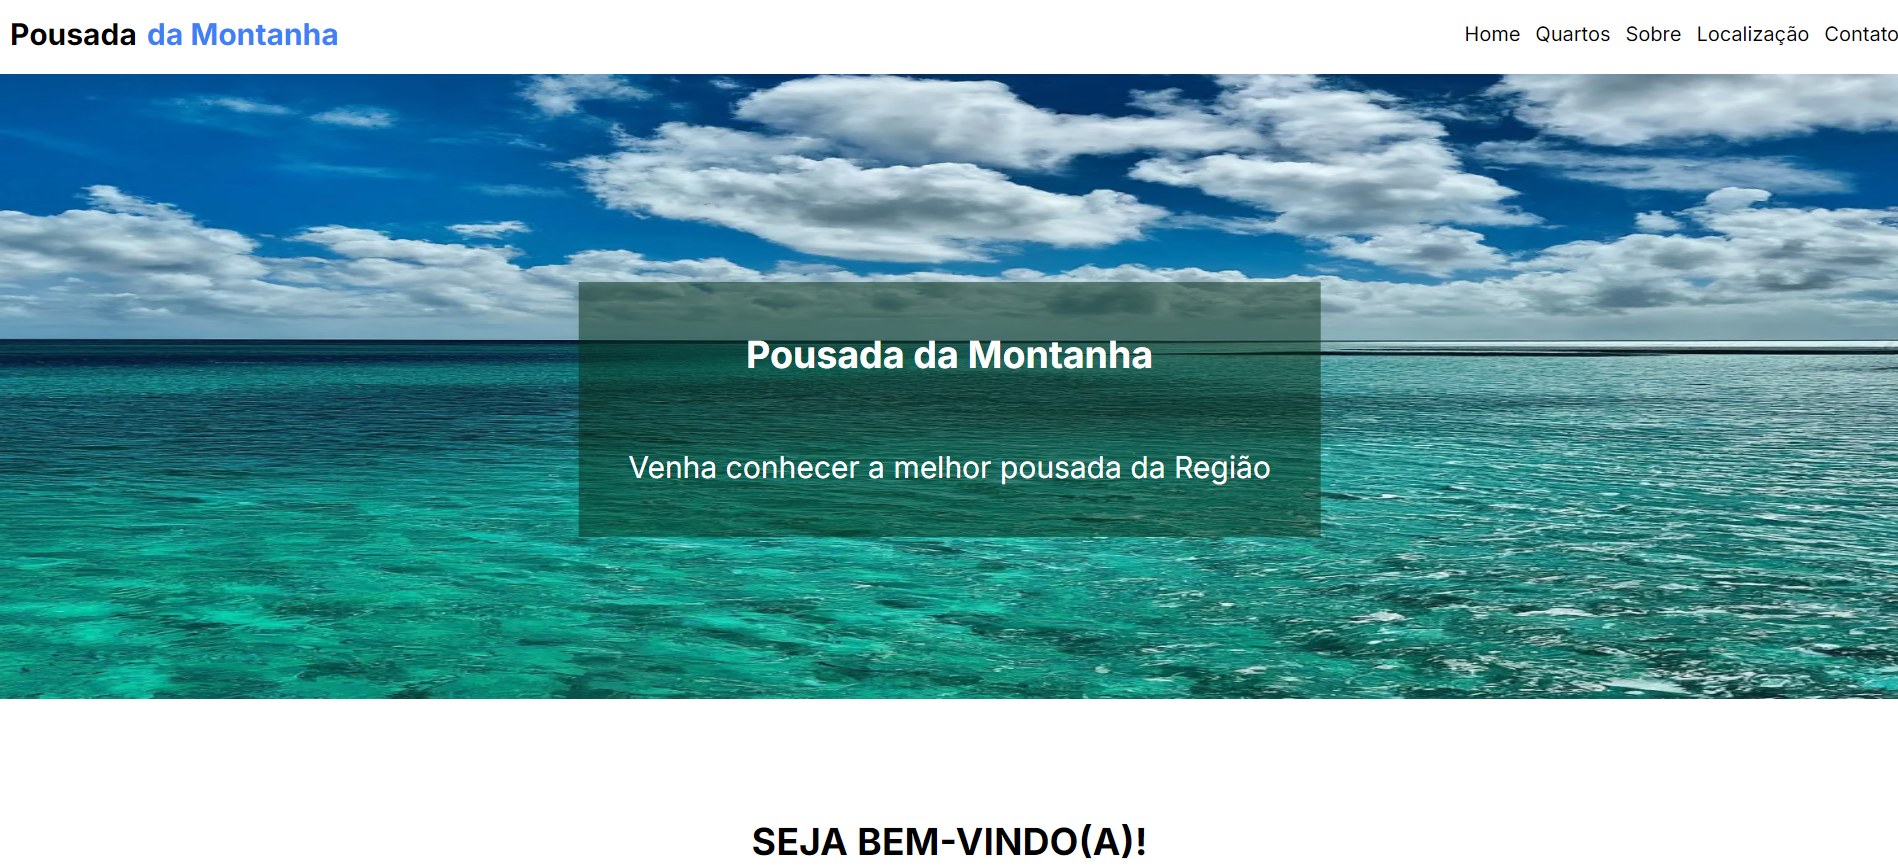 Pousada da Montanha
Home Quartos Sobre Localização Contato
Pousada da Montanha
Venha conhecer a melhor pousada da Região
SEJA BEM-VINDO(A)!